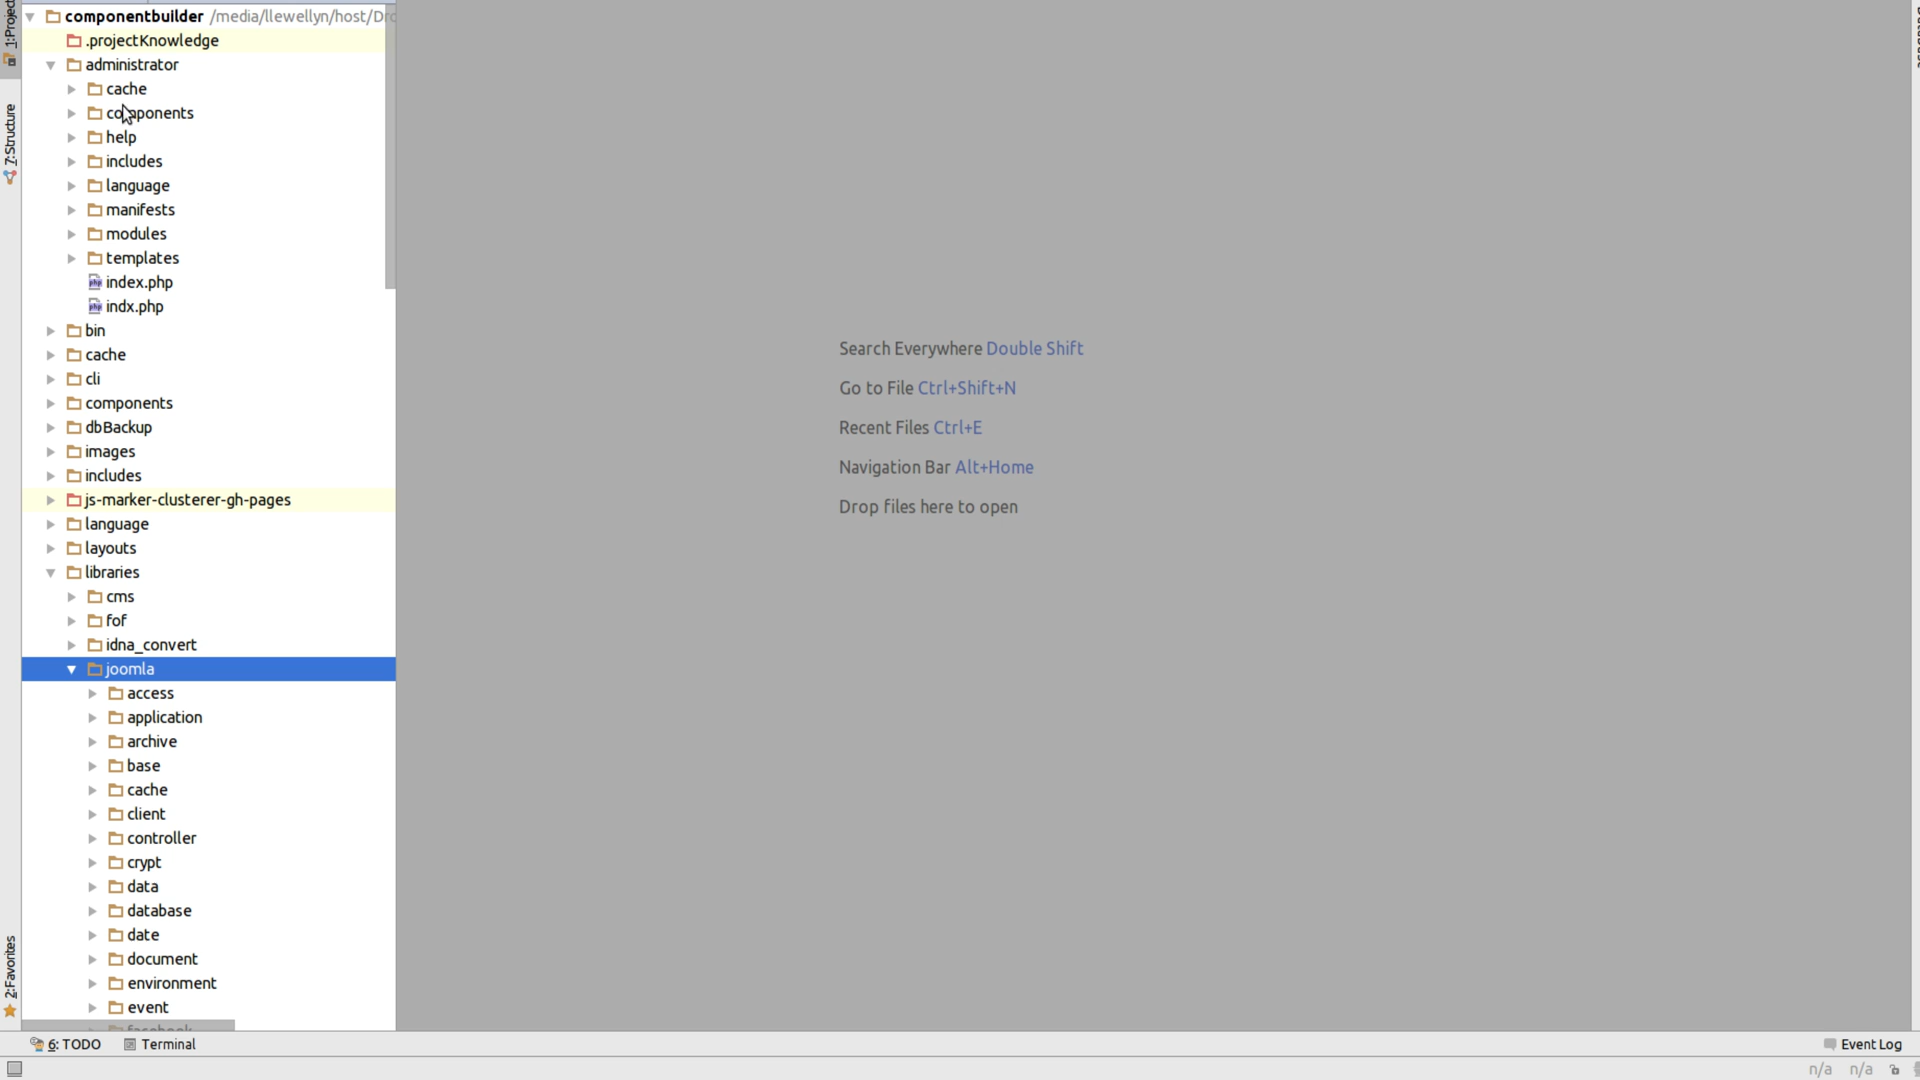 1:Project
componentbuilder /media/llewellyn/host/Dro
.projectKnowledge
administrator
cache
components
help
includes
language
manifests
modules
templates
index.php
indx.php
bin
cache
cli
components
dbBackup
images
includes
js-marker-clusterer-gh-pages
language
layouts
libraries
cms
fof
idna_convert
joomla
access
application
archive
base
cache
client
controller
crypt
data
database
date
document
environment
event
facebook
7:Structure
2:Favorites
Search Everywhere Double Shift
Go to File Ctrl+Shift+N
Recent Files Ctrl+E
Navigation Bar Alt+Home
Drop files here to open
6: TODO
Terminal
Event Log
n/a
n/a